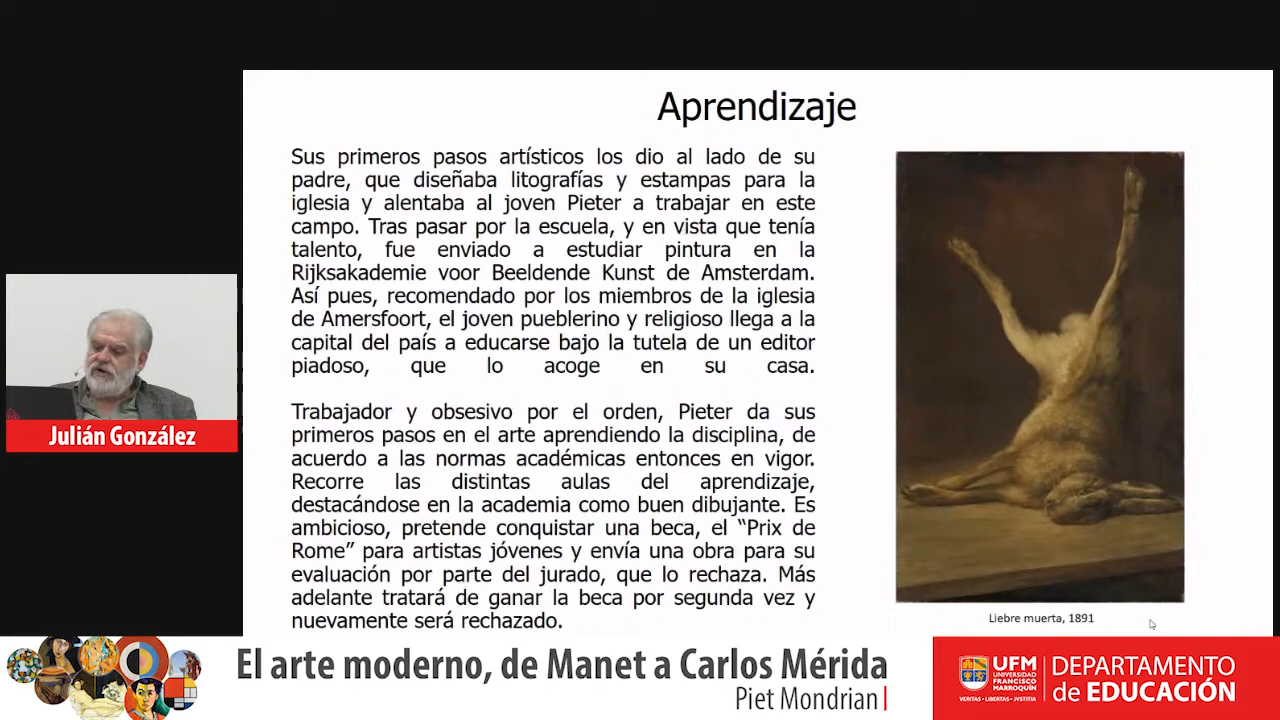 Aprendizaje
Sus primeros pasos artísticos los dio al lado de su
padre, que diseñaba litografías y estampas para la
iglesia y alentaba al joven Pieter a trabajar en este
campo. Tras pasar por la escuela, y en vista que tenía
talento, fue enviado a estudiar pintura en la
Rijksakademie voor Beeldende Kunst de Amsterdam.
Así pues, recomendado por los miembros de la iglesia
de Amersfoort, el joven pueblerino y religioso llega a la
capital del país a educarse bajo la tutela de un editor
piadoso, que lo acoge en su casa.
Trabajador y obsesivo por el orden, Pieter da sus
primeros pasos en el arte aprendiendo la disciplina, de
acuerdo a las normas académicas entonces en vigor.
Recorre las distintas aulas del aprendizaje,
destacándose en la academia como buen dibujante. Es
ambicioso, pretende conquistar una beca, el “Prix de
Rome” para artistas jóvenes y envía una obra para su
evaluación por parte del jurado, que lo rechaza. Más
adelante tratará de ganar la beca por segunda vez y
nuevamente será rechazado.
Liebre muerta, 1891
Julián González
El arte moderno, de Manet a Carlos Mérida
Piet Mondrian
UFM
UNIVERSIDAD
FRANCISCO
MARROQUÍN
VERITAS • LIBERTAS • JVSTITIA
DEPARTAMENTO
de EDUCACIÓN